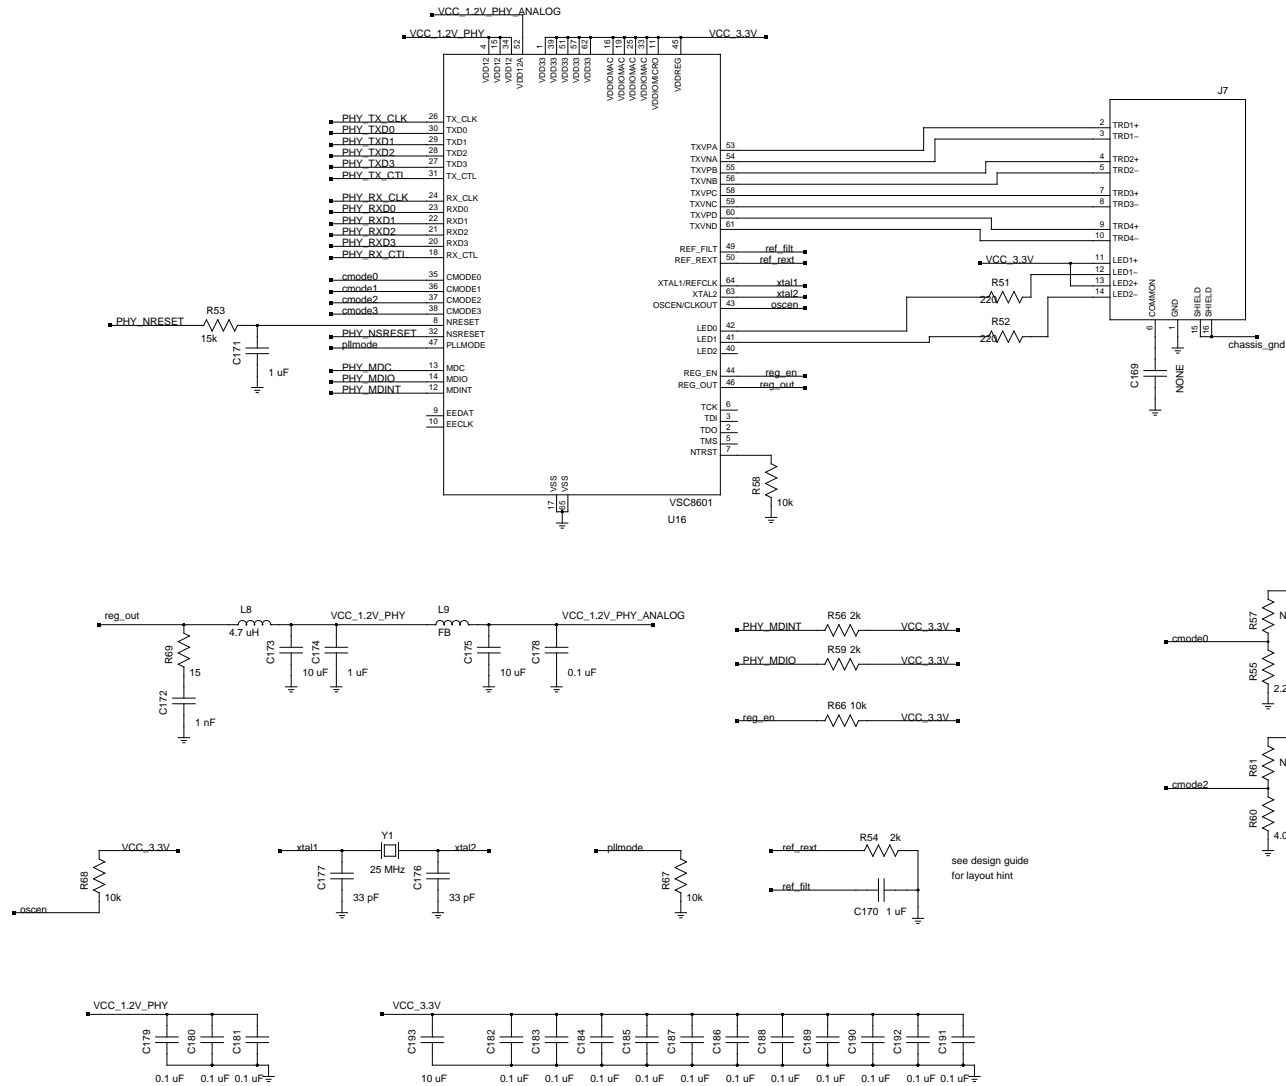 VCC_1.2V_PHY_ANALOG
VCC_1.2V_PHY
VCC_3.3V
4 15 34 52 1 39 51 57 62 16 19 25 33 11 45
VDD12 VDD12 VDD12 VDD12A VDD33 VDD33 VDD33 VDD33 VDD33 VDDIOMAC VDDIOMAC VDDIOMAC VDDIOMAC VDDIOMICRO VDDREG
J7
PHY_TX_CLK 26 TX_CLK
PHY_TXD0 30 TXD0
PHY_TXD1 29 TXD1
PHY_TXD2 28 TXD2
PHY_TXD3 27 TXD3
PHY_TX_CTL 31 TX_CTL
PHY_RX_CLK 24 RX_CLK
PHY_RXD0 23 RXD0
PHY_RXD1 22 RXD1
PHY_RXD2 21 RXD2
PHY_RXD3 20 RXD3
PHY_RX_CTL 18 RX_CTL
cmode0 35 CMODE0
cmode1 36 CMODE1
cmode2 37 CMODE2
cmode3 38 CMODE3
PHY_NRESET R53 15k 8 NRESET
C171 1 uF
PHY_NSRESET 32 NSRESET
pllmode 47 PLLMODE
PHY_MDC 13 MDC
PHY_MDIO 14 MDIO
PHY_MDINT 12 MDINT
9 EEDAT
10 EECLK
TXVPA 53
TXVNA 54
TXVPB 55
TXVNB 56
TXVPC 58
TXVNC 59
TXVPD 60
TXVND 61
REF_FILT 49 ref_filt
REF_REXT 50 ref_rext
XTAL1/REFCLK 64 xtal1
XTAL2 63 xtal2
OSCEN/CLKOUT 43 oscen
LED0 42
LED1 41
LED2 40
REG_EN 44 reg_en
REG_OUT 46 reg_out
TCK 6
TDI 3
TDO 2
TMS 5
NTRST 7
R58 10k
VSS VSS
17 65
VSC8601
U16
2 TRD1+
3 TRD1−
4 TRD2+
5 TRD2−
7 TRD3+
8 TRD3−
9 TRD4+
10 TRD4−
VCC_3.3V 11 LED1+
12 LED1−
13 LED2+
14 LED2−
R51 220
R52 220
COMMON GND SHIELD SHIELD
6 1 15 16
chassis_gnd
C169 NONE
reg_out L8 4.7 uH VCC_1.2V_PHY L9 FB VCC_1.2V_PHY_ANALOG
R69 15
C172 1 nF
C173 10 uF
C174 1 uF
C175 10 uF
C178 0.1 uF
PHY_MDINT R56 2k VCC_3.3V
PHY_MDIO R59 2k VCC_3.3V
reg_en R66 10k VCC_3.3V
R57 N
cmode0
R55 2.2
R61 N
cmode2
R60 4.0
VCC_3.3V
R68 10k
oscen
xtal1 Y1 25 MHz xtal2
C177 33 pF
C176 33 pF
pllmode
R67 10k
ref_rext R54 2k
ref_filt
C170 1 uF
see design guide
for layout hint
VCC_1.2V_PHY
C179 C180 C181
0.1 uF 0.1 uF 0.1 uF
VCC_3.3V
C193 C182 C183 C184 C185 C187 C186 C188 C189 C190 C192 C191
10 uF 0.1 uF 0.1 uF 0.1 uF 0.1 uF 0.1 uF 0.1 uF 0.1 uF 0.1 uF 0.1 uF 0.1 uF 0.1 uF